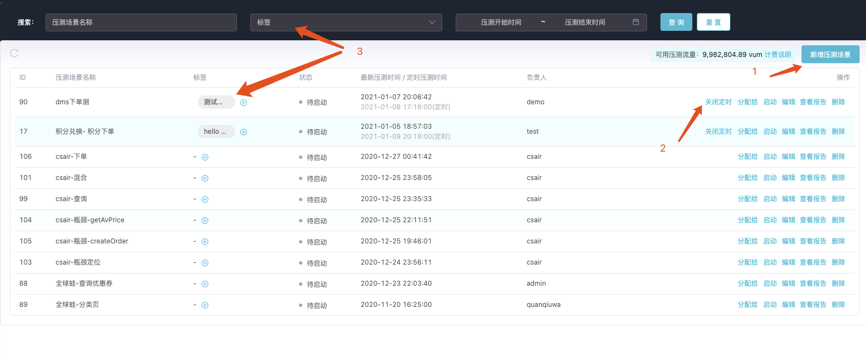 搜索: 压测场景名称 标签 压测开始时间 ~ 压测结束时间 查 询 重 置
可用压测流量: 9,982,804.89 vum 计费说明 新增压测场景
3
1
ID 压测场景名称 标签 状态 最新压测时间 / 定时压测时间 负责人 操作
90 dms下单测 测试... 待启动 2021-01-07 20:06:42 demo 关闭定时 分配给 启动 编辑 查看报告 删除
2021-01-08 17:16:00(定时)
17 积分兑换- 积分下单 hello ... 待启动 2021-01-05 18:57:03 test 关闭定时 分配给 启动 编辑 查看报告 删除
2021-01-09 20:18:00(定时)
2
106 csair-下单 - 待启动 2020-12-27 00:41:42 csair 分配给 启动 编辑 查看报告 删除
101 csair-混合 - 待启动 2020-12-25 23:58:05 csair 分配给 启动 编辑 查看报告 删除
99 csair-查询 - 待启动 2020-12-25 23:35:33 csair 分配给 启动 编辑 查看报告 删除
104 csair-瓶颈-getAvPrice - 待启动 2020-12-25 22:11:51 csair 分配给 启动 编辑 查看报告 删除
105 csair-瓶颈-createOrder - 待启动 2020-12-25 19:46:01 csair 分配给 启动 编辑 查看报告 删除
103 csair-瓶颈定位 - 待启动 2020-12-24 23:56:11 csair 分配给 启动 编辑 查看报告 删除
88 全球蛙-查询优惠券 - 待启动 2020-12-23 22:03:40 admin 分配给 启动 编辑 查看报告 删除
89 全球蛙-分类页 - 待启动 2020-11-20 16:25:00 quanqiuwa 分配给 启动 编辑 查看报告 删除